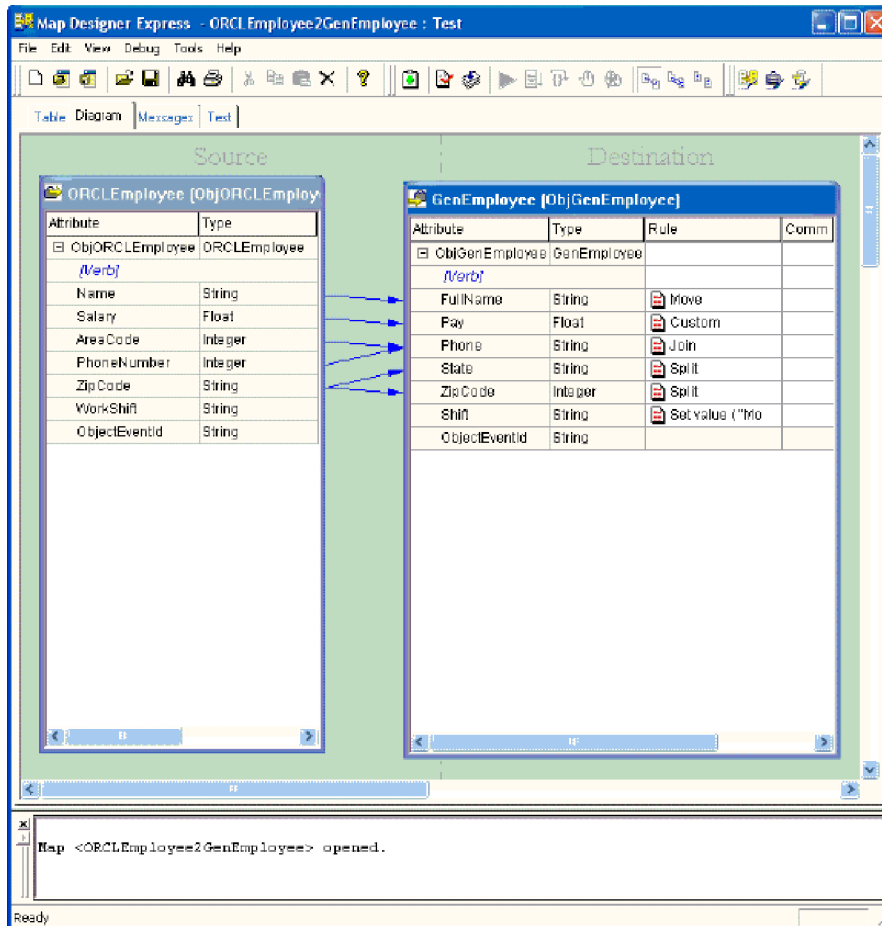 Map Designer Express - ORCLEmployee2GenEmployee : Test
File Edit View Debug Tools Help
Table Diagram Messages Test
Source Destination
ORCLEmployee [ObjORCLEmploy
GenEmployee [ObjGenEmployee]
Attribute Type
Attribute Type Rule Comm
ObjORCLEmployee ORCLEmployee
ObjGenEmployee GenEmployee
[Verb]
[Verb]
Name String
FullName String Move
Salary Float
Pay Float Custom
AreaCode Integer
Phone String Join
PhoneNumber Integer
State String Split
ZipCode String
ZipCode Integer Split
WorkShift String
Shift String Set value ("Mo
ObjectEventId String
ObjectEventId String
Map <ORCLEmployee2GenEmployee> opened.
Ready